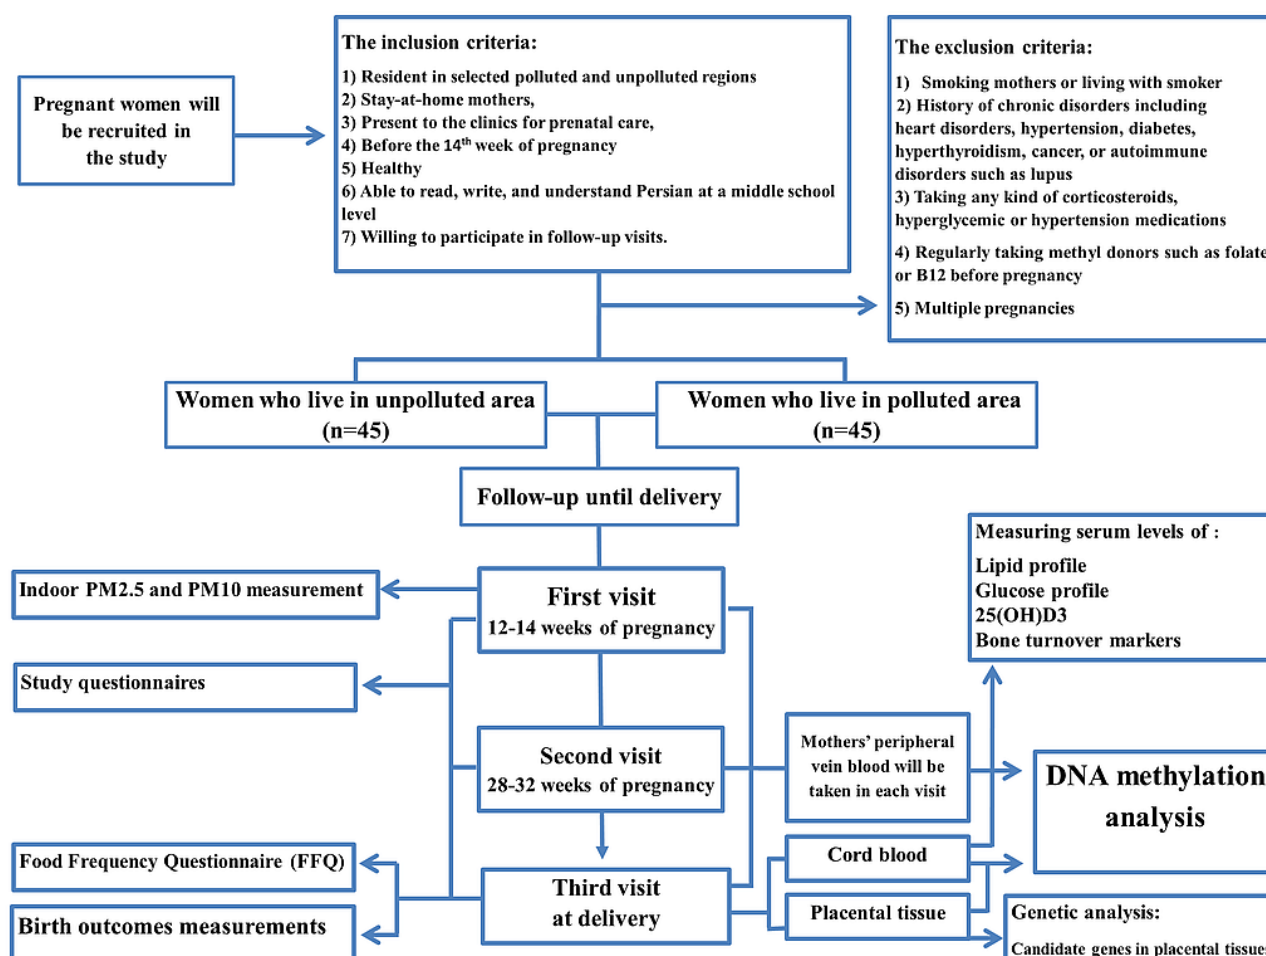 Pregnant women will
be recruited in
the study
The inclusion criteria:
1) Resident in selected polluted and unpolluted regions
2) Stay-at-home mothers,
3) Present to the clinics for prenatal care,
4) Before the 14th week of pregnancy
5) Healthy
6) Able to read, write, and understand Persian at a middle school
level
7) Willing to participate in follow-up visits.
The exclusion criteria:
1) Smoking mothers or living with smoker
2) History of chronic disorders including
heart disorders, hypertension, diabetes,
hyperthyroidism, cancer, or autoimmune
disorders such as lupus
3) Taking any kind of corticosteroids,
hyperglycemic or hypertension medications
4) Regularly taking methyl donors such as folate
or B12 before pregnancy
5) Multiple pregnancies
Women who live in unpolluted area
(n=45)
Women who live in polluted area
(n=45)
Follow-up until delivery
First visit
12-14 weeks of pregnancy
Indoor PM2.5 and PM10 measurement
Study questionnaires
Measuring serum levels of :
Lipid profile
Glucose profile
25(OH)D3
Bone turnover markers
Second visit
28-32 weeks of pregnancy
Mothers' peripheral
vein blood will be
taken in each visit
DNA methylation
analysis
Food Frequency Questionnaire (FFQ)
Birth outcomes measurements
Third visit
at delivery
Cord blood
Placental tissue
Genetic analysis:
Candidate genes in placental tissues